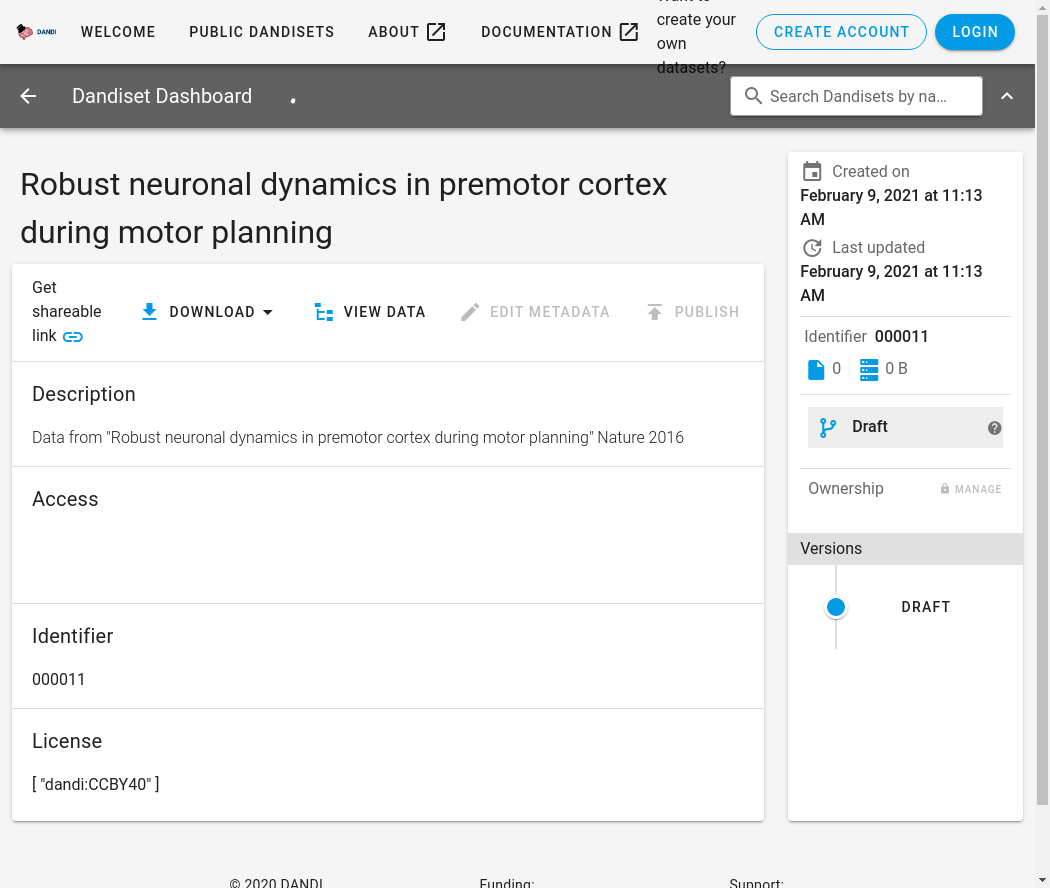 DANDI
WELCOME
PUBLIC DANDISETS
ABOUT
DOCUMENTATION
create your
own
datasets?
CREATE ACCOUNT
LOGIN
Dandiset Dashboard
Search Dandisets by na…
Robust neuronal dynamics in premotor cortex
during motor planning
Get
shareable
link
DOWNLOAD
VIEW DATA
EDIT METADATA
PUBLISH
Description
Data from "Robust neuronal dynamics in premotor cortex during motor planning" Nature 2016
Access
Identifier
000011
License
[ "dandi:CCBY40" ]
Created on
February 9, 2021 at 11:13
AM
Last updated
February 9, 2021 at 11:13
AM
Identifier 000011
0
0 B
Draft
Ownership
MANAGE
Versions
DRAFT
© 2020 DANDI
Funding:
Support: